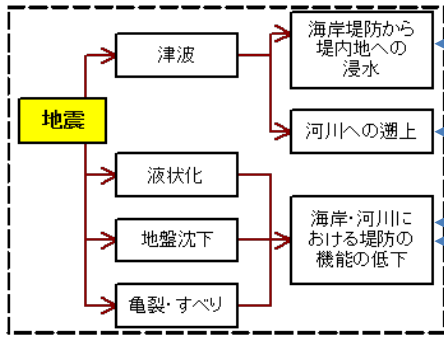 地震
津波
液状化
地盤沈下
亀裂・すべり
海岸堤防から
堤内地への
浸水
河川への遡上
海岸・河川に
おける堤防の
機能の低下